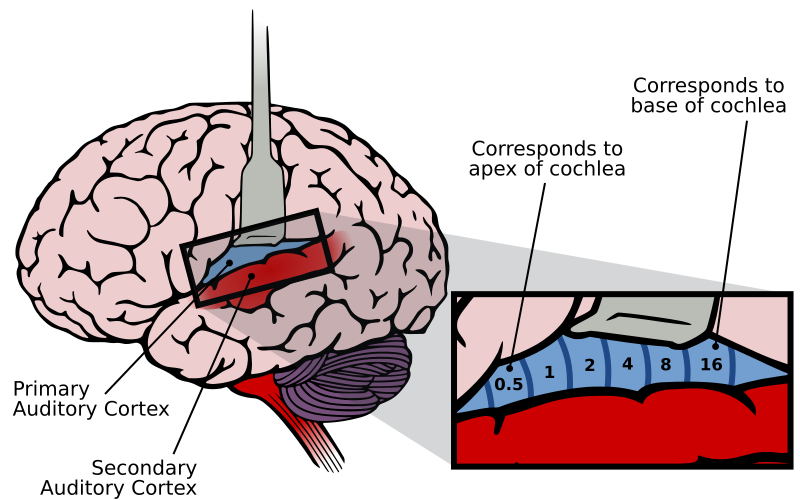 Corresponds to
base of cochlea
Corresponds to
apex of cochlea
0.5 1 2 4 8 16
Primary
Auditory Cortex
Secondary
Auditory Cortex